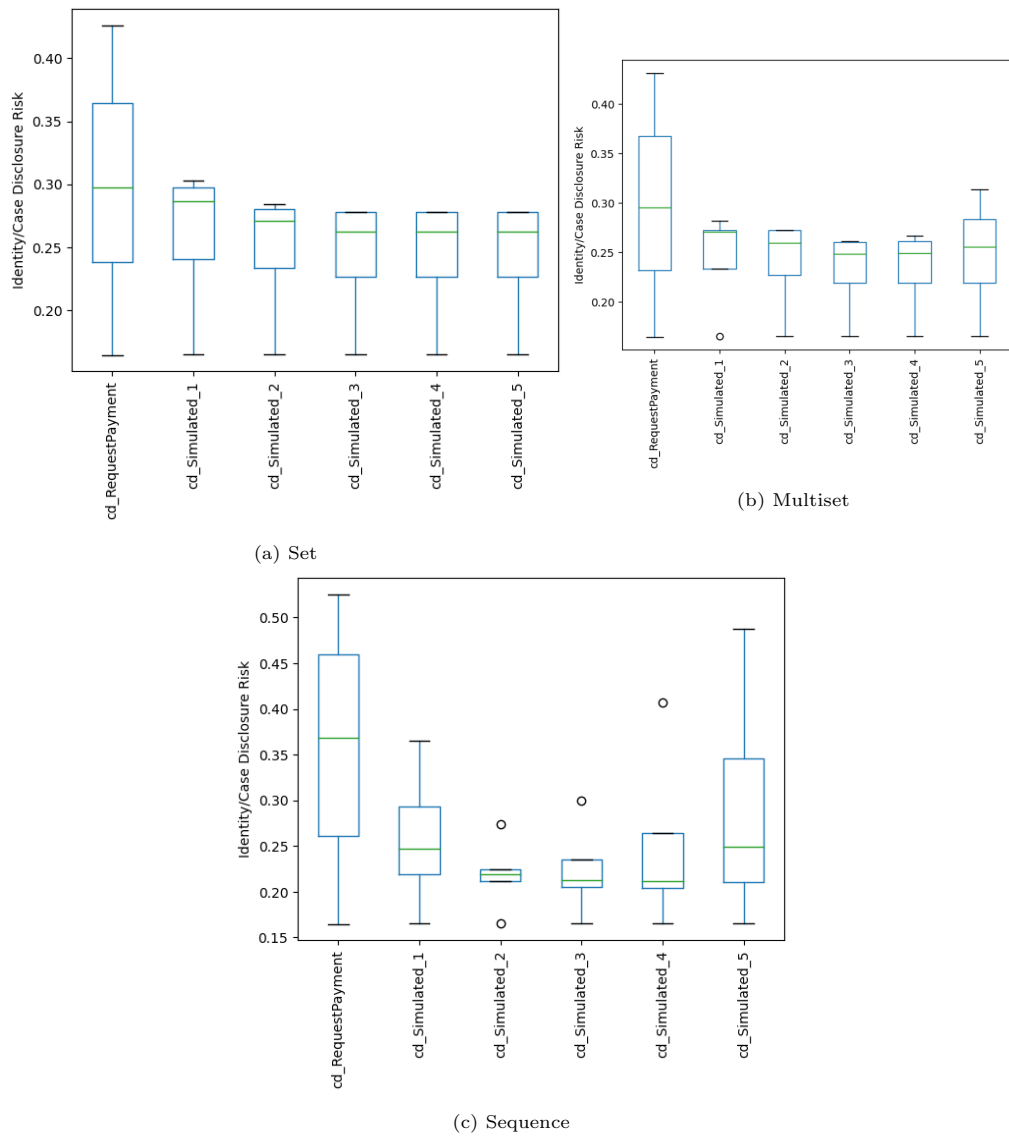 Identity/Case Disclosure Risk
0.40
0.35
0.30
0.25
0.20
cd_RequestPayment
cd_Simulated_1
cd_Simulated_2
cd_Simulated_3
cd_Simulated_4
cd_Simulated_5
(a) Set
Identity/Case Disclosure Risk
0.40
0.35
0.30
0.25
0.20
cd_RequestPayment
cd_Simulated_1
cd_Simulated_2
cd_Simulated_3
cd_Simulated_4
cd_Simulated_5
(b) Multiset
Identity/Case Disclosure Risk
0.50
0.45
0.40
0.35
0.30
0.25
0.20
0.15
cd_RequestPayment
cd_Simulated_1
cd_Simulated_2
cd_Simulated_3
cd_Simulated_4
cd_Simulated_5
(c) Sequence